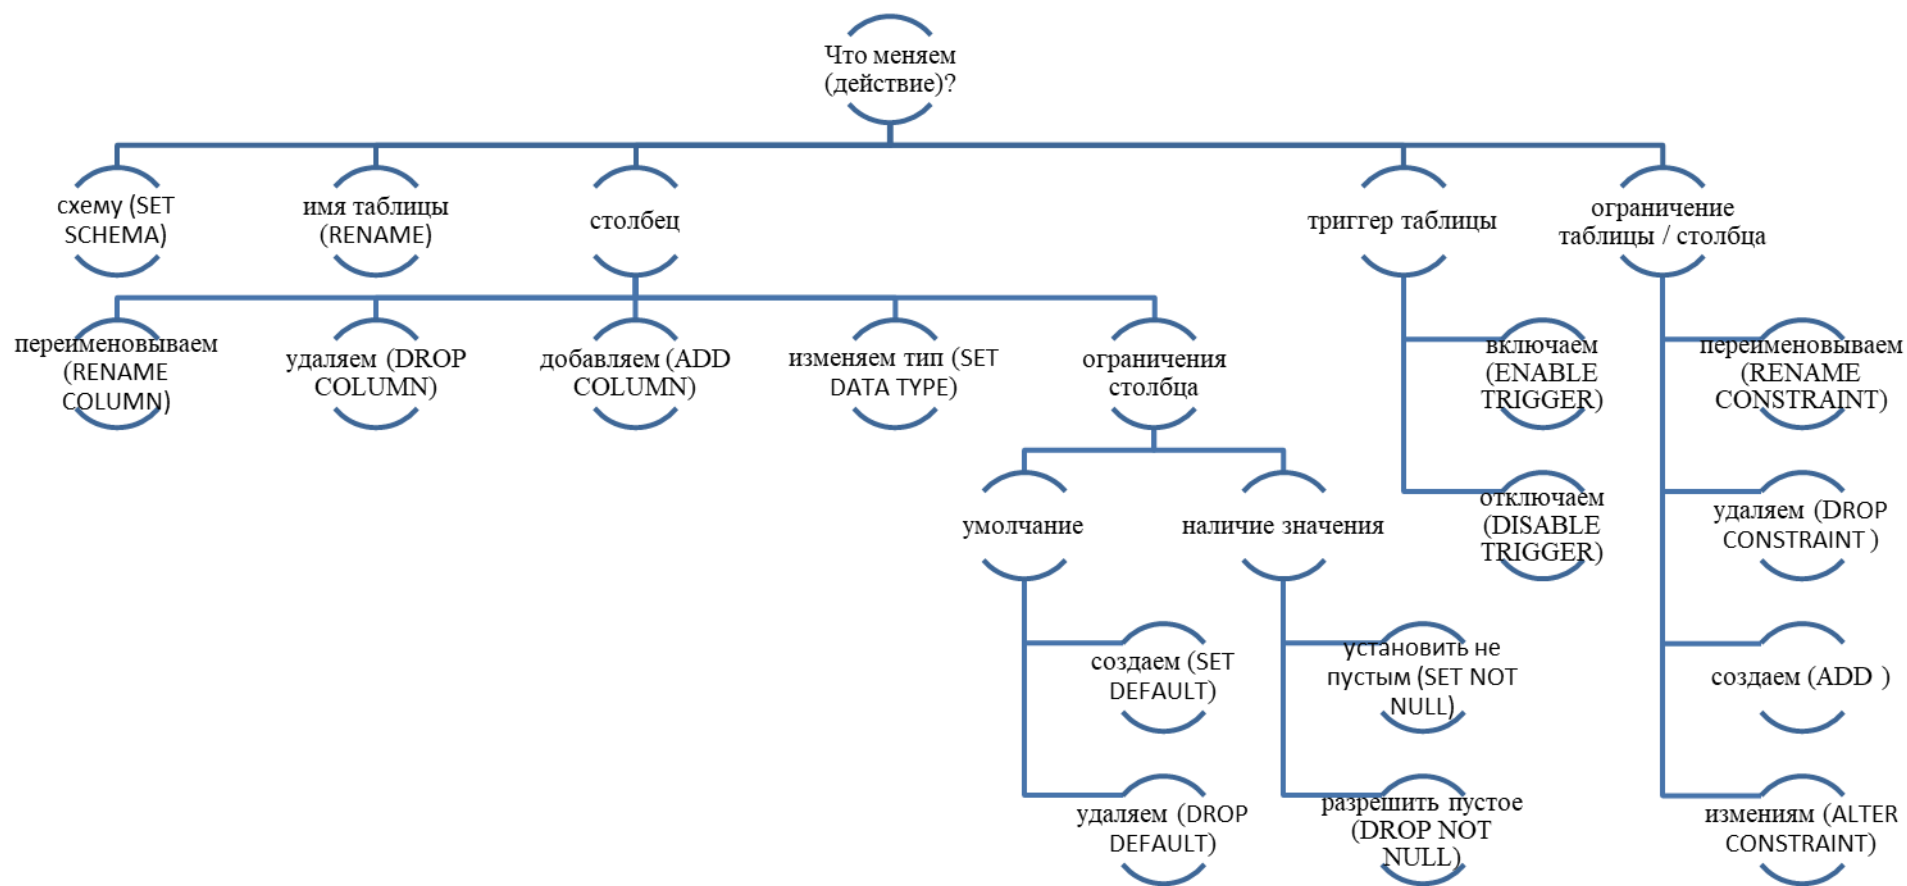 Что меняем
(действие)?
схему (SET
SCHEMA)
имя таблицы
(RENAME)
столбец
триггер таблицы
ограничение
таблицы / столбца
переименовываем
(RENAME
COLUMN)
удаляем (DROP
COLUMN)
добавляем (ADD
COLUMN)
изменяем тип (SET
DATA TYPE)
ограничения
столбца
включаем
(ENABLE
TRIGGER)
переименовываем
(RENAME
CONSTRAINT)
умолчание
наличие значения
отключаем
(DISABLE
TRIGGER)
удаляем (DROP
CONSTRAINT )
создаем (SET
DEFAULT)
установить не
пустым (SET NOT
NULL)
создаем (ADD )
удаляем (DROP
DEFAULT)
разрешить пустое
(DROP NOT
NULL)
измениям (ALTER
CONSTRAINT)